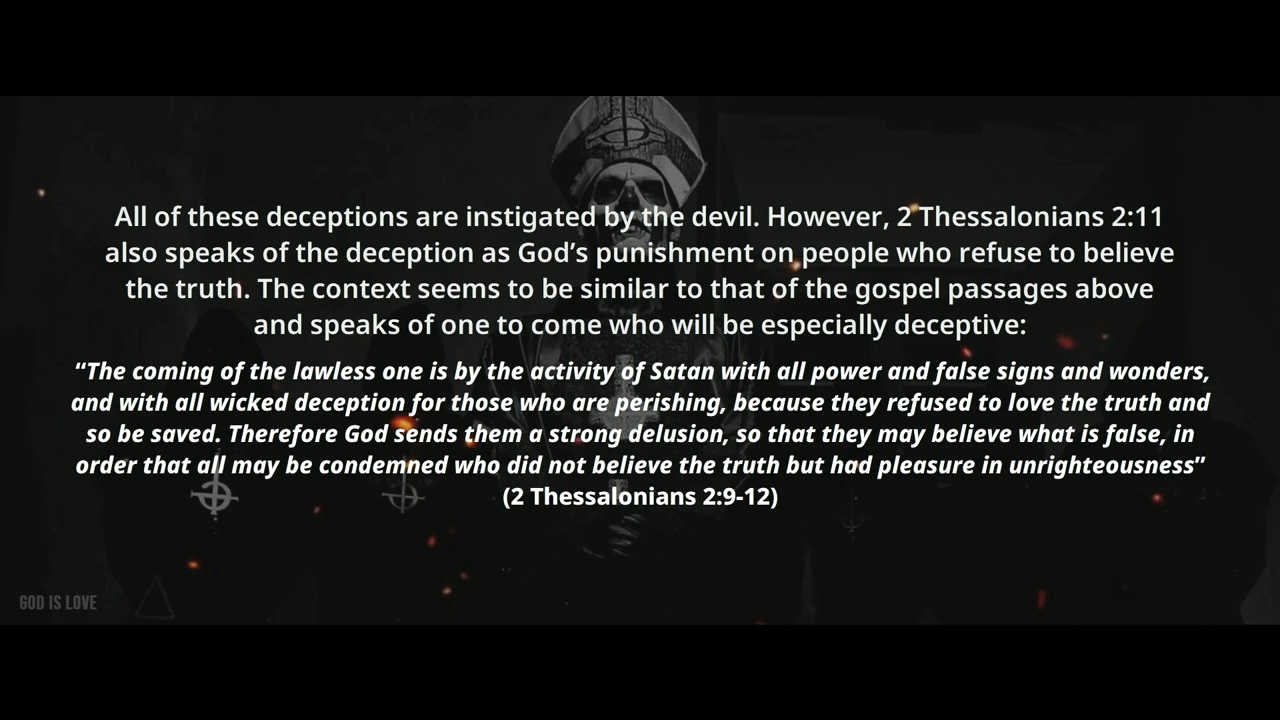 All of these deceptions are instigated by the devil. However, 2 Thessalonians 2:11
also speaks of the deception as God’s punishment on people who refuse to believe
the truth. The context seems to be similar to that of the gospel passages above
and speaks of one to come who will be especially deceptive:
“The coming of the lawless one is by the activity of Satan with all power and false signs and wonders,
and with all wicked deception for those who are perishing, because they refused to love the truth and
so be saved. Therefore God sends them a strong delusion, so that they may believe what is false, in
order that all may be condemned who did not believe the truth but had pleasure in unrighteousness”
(2 Thessalonians 2:9-12)
GOD IS LOVE